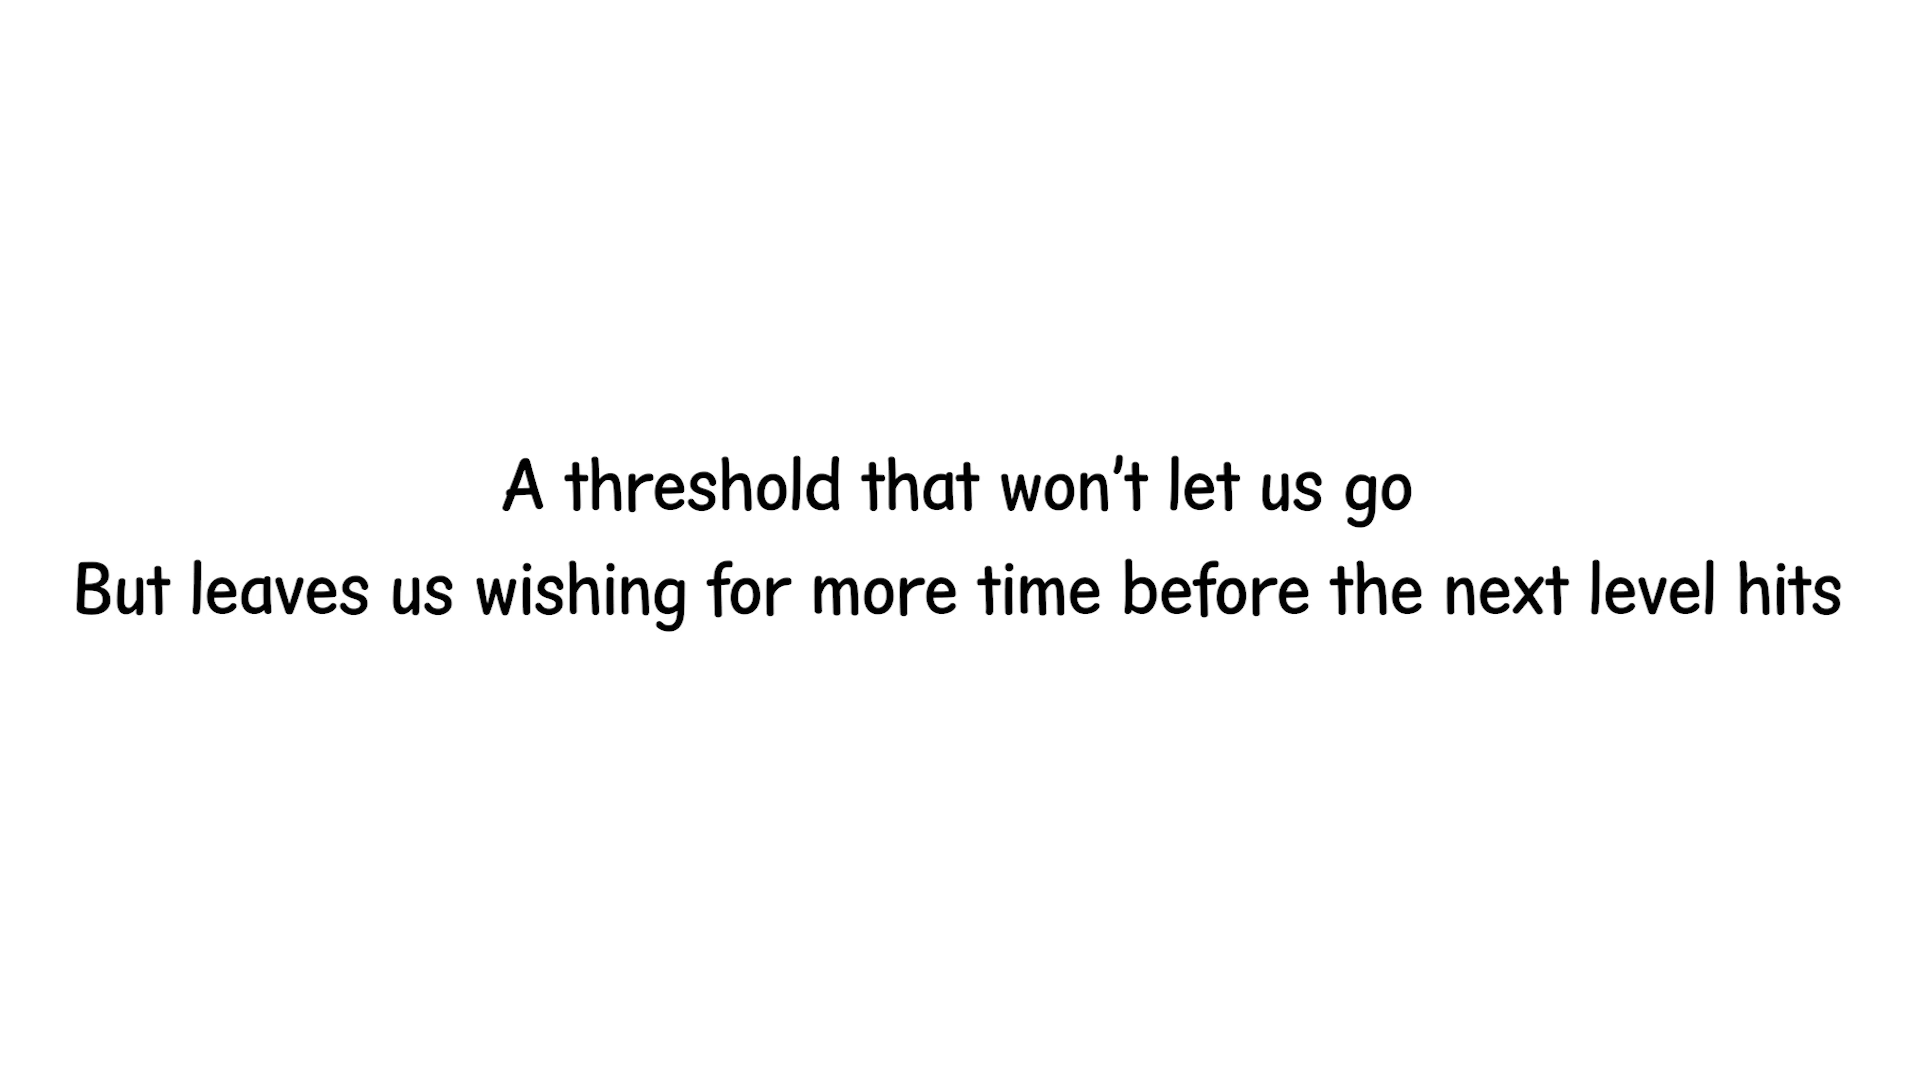 A threshold that won’t let us go
But leaves us wishing for more time before the next level hits